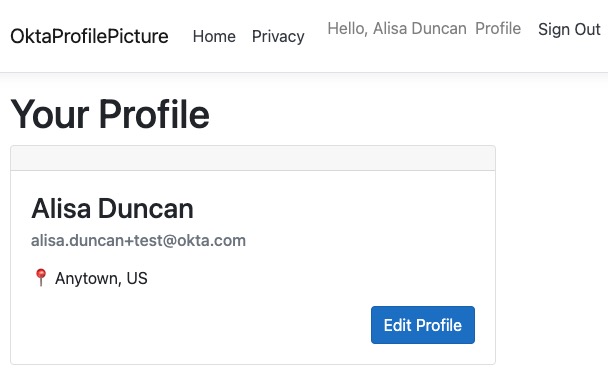 OktaProfilePicture Home Privacy Hello, Alisa Duncan Profile Sign Out
Your Profile
Alisa Duncan
alisa.duncan+test@okta.com
📍 Anytown, US
Edit Profile